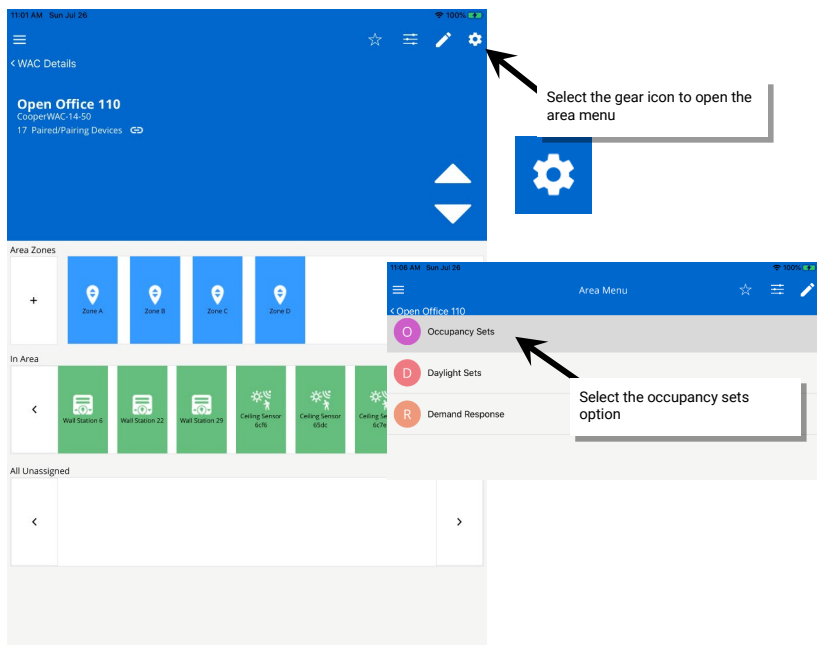 11:01 AM Sun Jul 26
100%
< WAC Details
Open Office 110
CooperWAC-14-50
17 Paired/Pairing Devices
Select the gear icon to open the
area menu
Area Zones
+
Zone A
Zone B
Zone C
Zone D
In Area
<
Wall Station 6
Wall Station 22
Wall Station 29
Ceiling Sensor
6cf6
Ceiling Sensor
65dc
Ceiling Se
6c7e
All Unassigned
<
>
11:06 AM Sun Jul 26
100%
Area Menu
< Open Office 110
O Occupancy Sets
D Daylight Sets
R Demand Response
Select the occupancy sets
option